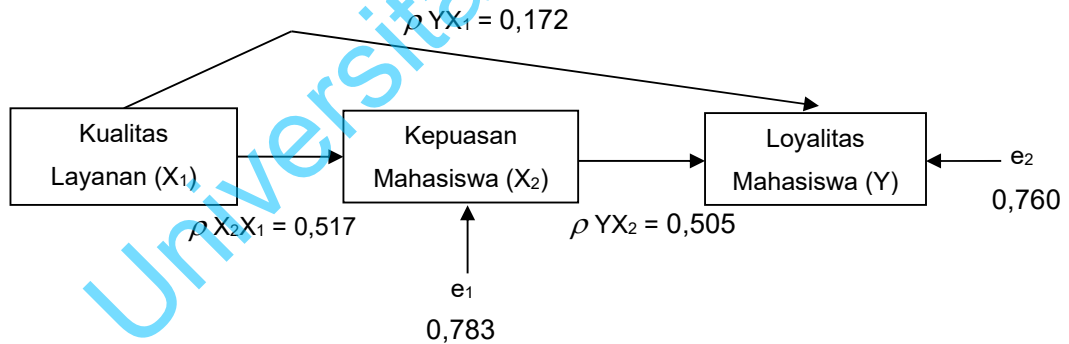 ρ YX₁ = 0,172
Kualitas
Layanan (X₁)
Kepuasan
Mahasiswa (X₂)
Loyalitas
Mahasiswa (Y)
e₂
0,760
ρ X₂X₁ = 0,517
ρ YX₂ = 0,505
e₁
0,783
Universita